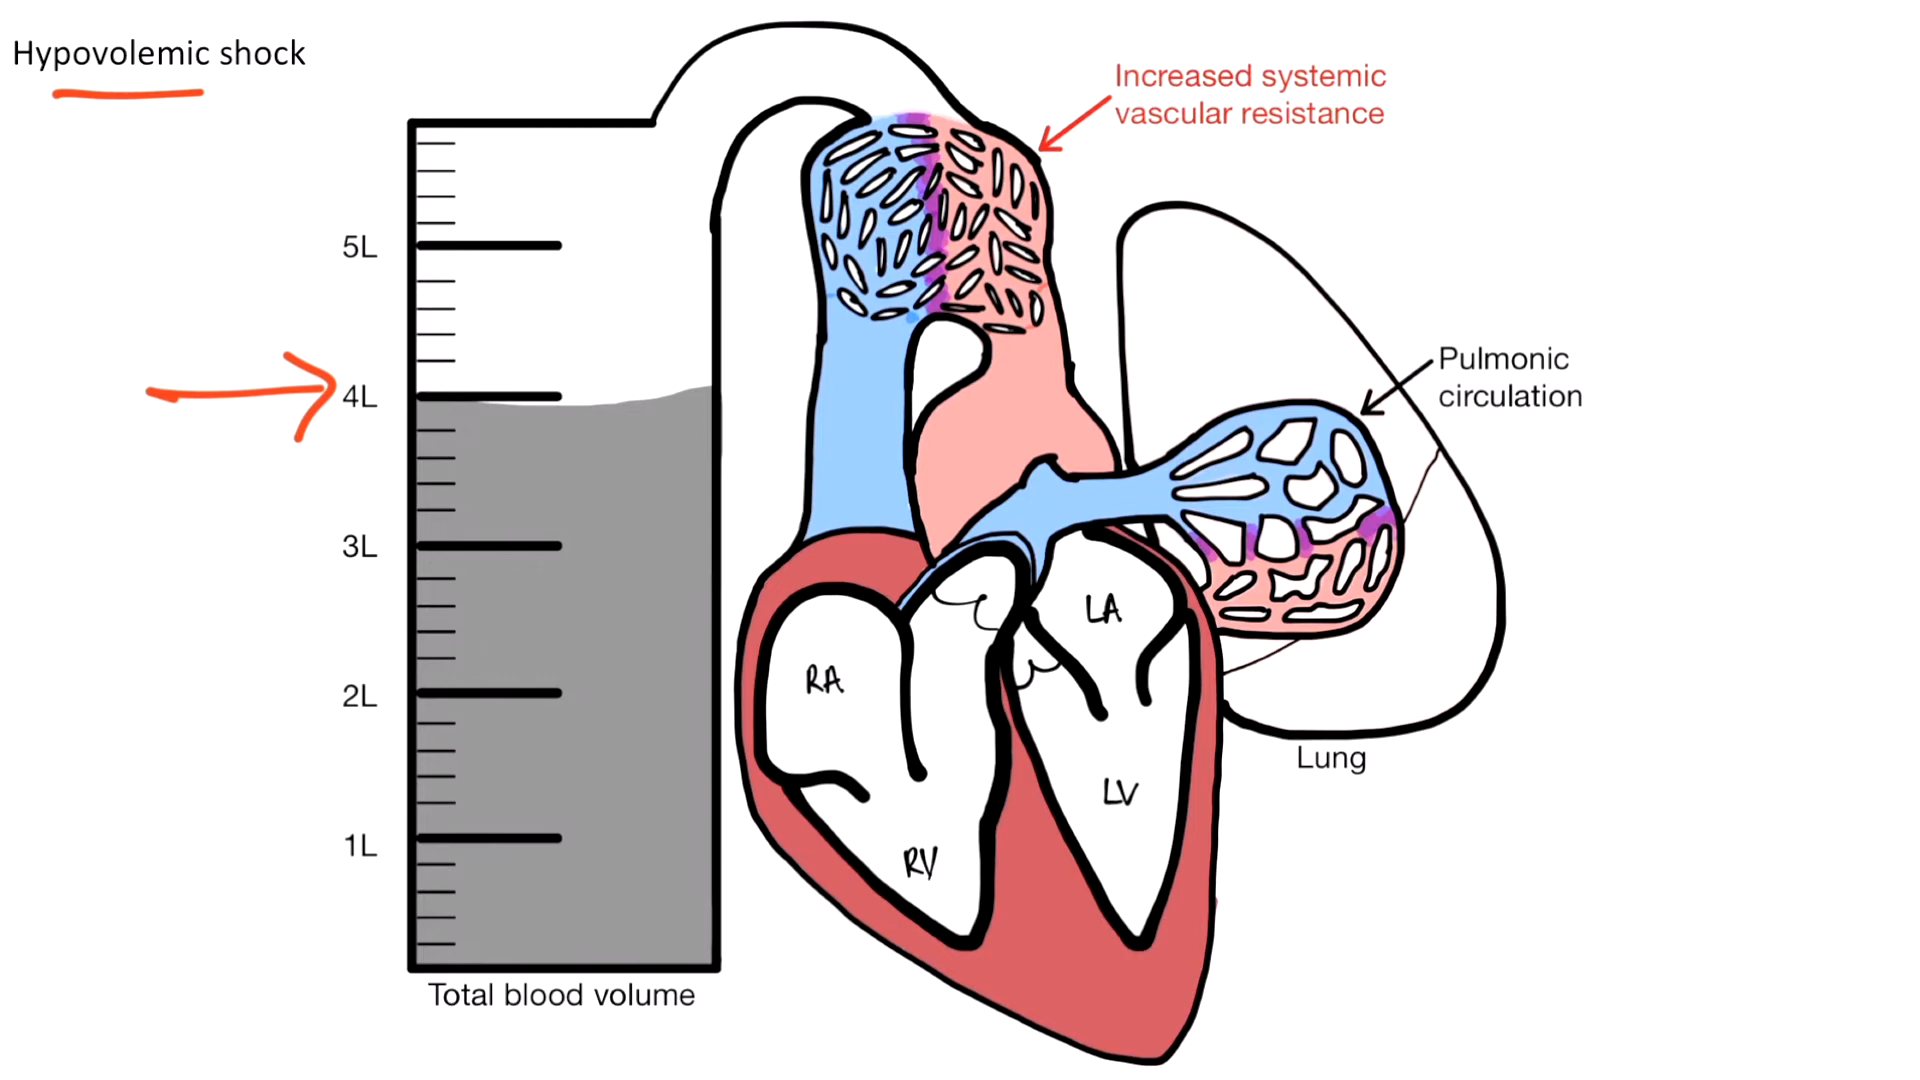 Hypovolemic shock
Increased systemic
vascular resistance
5L
4L
3L
2L
1L
Total blood volume
Pulmonic
circulation
Lung
RA
LA
RV
LV